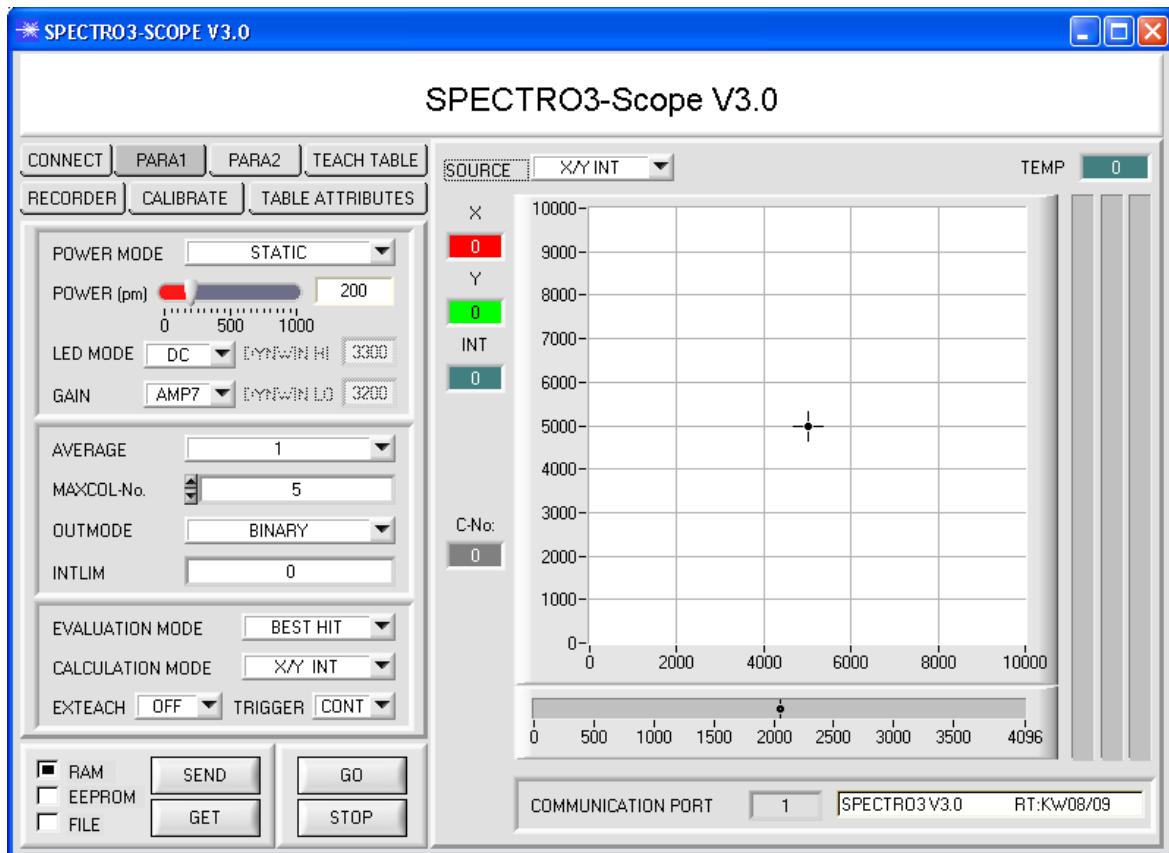 SPECTRO3-SCOPE V3.0
SPECTRO3-Scope V3.0
CONNECT PARA1 PARA2 TEACH TABLE
RECORDER CALIBRATE TABLE ATTRIBUTES
POWER MODE STATIC
POWER (pm) 200
0 500 1000
LED MODE DC DYNWIN HI 3300
GAIN AMP7 DYNWIN LO 3200
AVERAGE 1
MAXCOL-No. 5
OUTMODE BINARY
INTLIM 0
EVALUATION MODE BEST HIT
CALCULATION MODE X/Y INT
EXTEACH OFF TRIGGER CONT
RAM
EEPROM
FILE
SEND
GET
GO
STOP
SOURCE X/Y INT
TEMP 0
X
0
Y
0
INT
0
C-No:
0
10000
9000
8000
7000
6000
5000
4000
3000
2000
1000
0
0 2000 4000 6000 8000 10000
0 500 1000 1500 2000 2500 3000 3500 4096
COMMUNICATION PORT 1 SPECTRO3 V3.0 RT:KW08/09